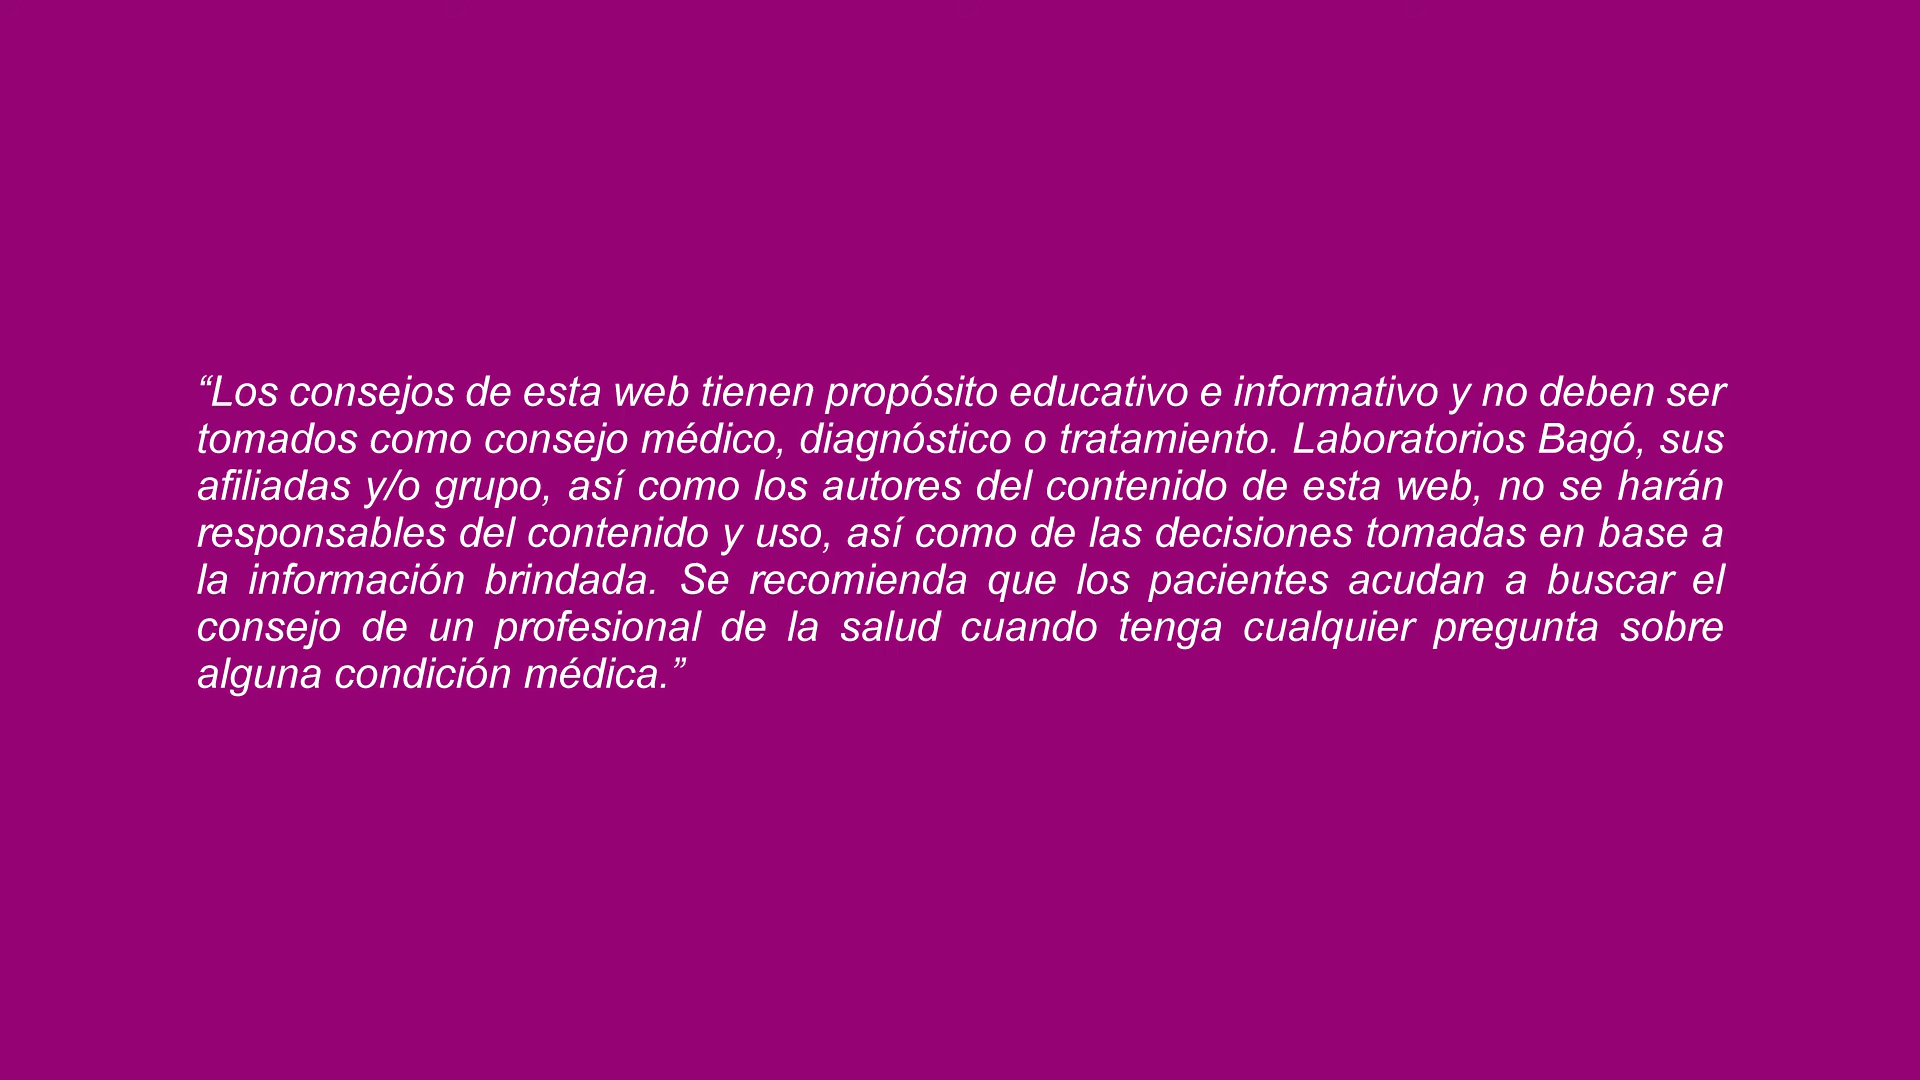 “Los consejos de esta web tienen propósito educativo e informativo y no deben ser
tomados como consejo médico, diagnóstico o tratamiento. Laboratorios Bagó, sus
afiliadas y/o grupo, así como los autores del contenido de esta web, no se harán
responsables del contenido y uso, así como de las decisiones tomadas en base a
la información brindada. Se recomienda que los pacientes acudan a buscar el
consejo de un profesional de la salud cuando tenga cualquier pregunta sobre
alguna condición médica.”